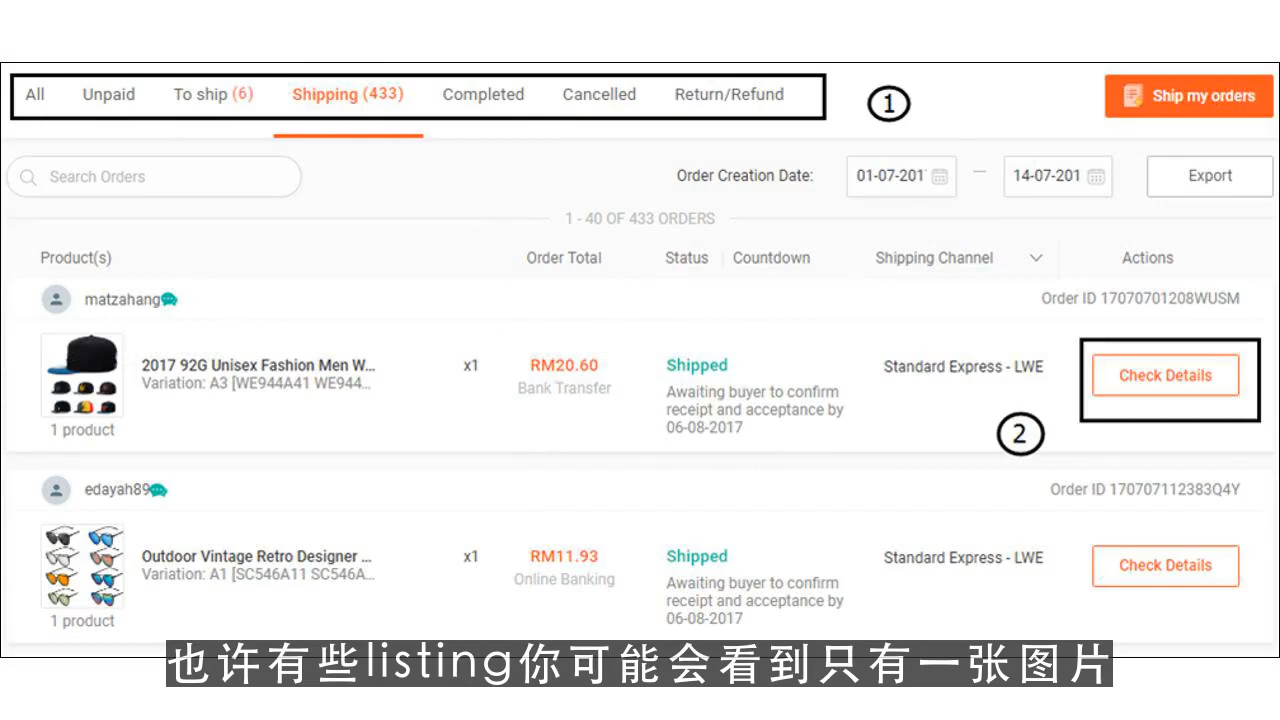 All Unpaid To ship (6) Shipping (433) Completed Cancelled Return/Refund 1 Ship my orders
Search Orders Order Creation Date: 01-07-201 14-07-201 Export
1 - 40 OF 433 ORDERS
Product(s) Order Total Status Countdown Shipping Channel Actions
matzahang Order ID 17070701208WUSM
2017 92G Unisex Fashion Men W... x1 RM20.60 Shipped Standard Express - LWE Check Details
Variation: A3 [WE944A41 WE944... Bank Transfer Awaiting buyer to confirm
receipt and acceptance by
1 product 06-08-2017 2
edayah89 Order ID 170707112383Q4Y
Outdoor Vintage Retro Designer ... x1 RM11.93 Shipped Standard Express - LWE Check Details
Variation: A1 [SC546A11 SC546A... Online Banking Awaiting buyer to confirm
receipt and acceptance by
1 product 06-08-2017
也许有些listing你可能会看到只有一张图片